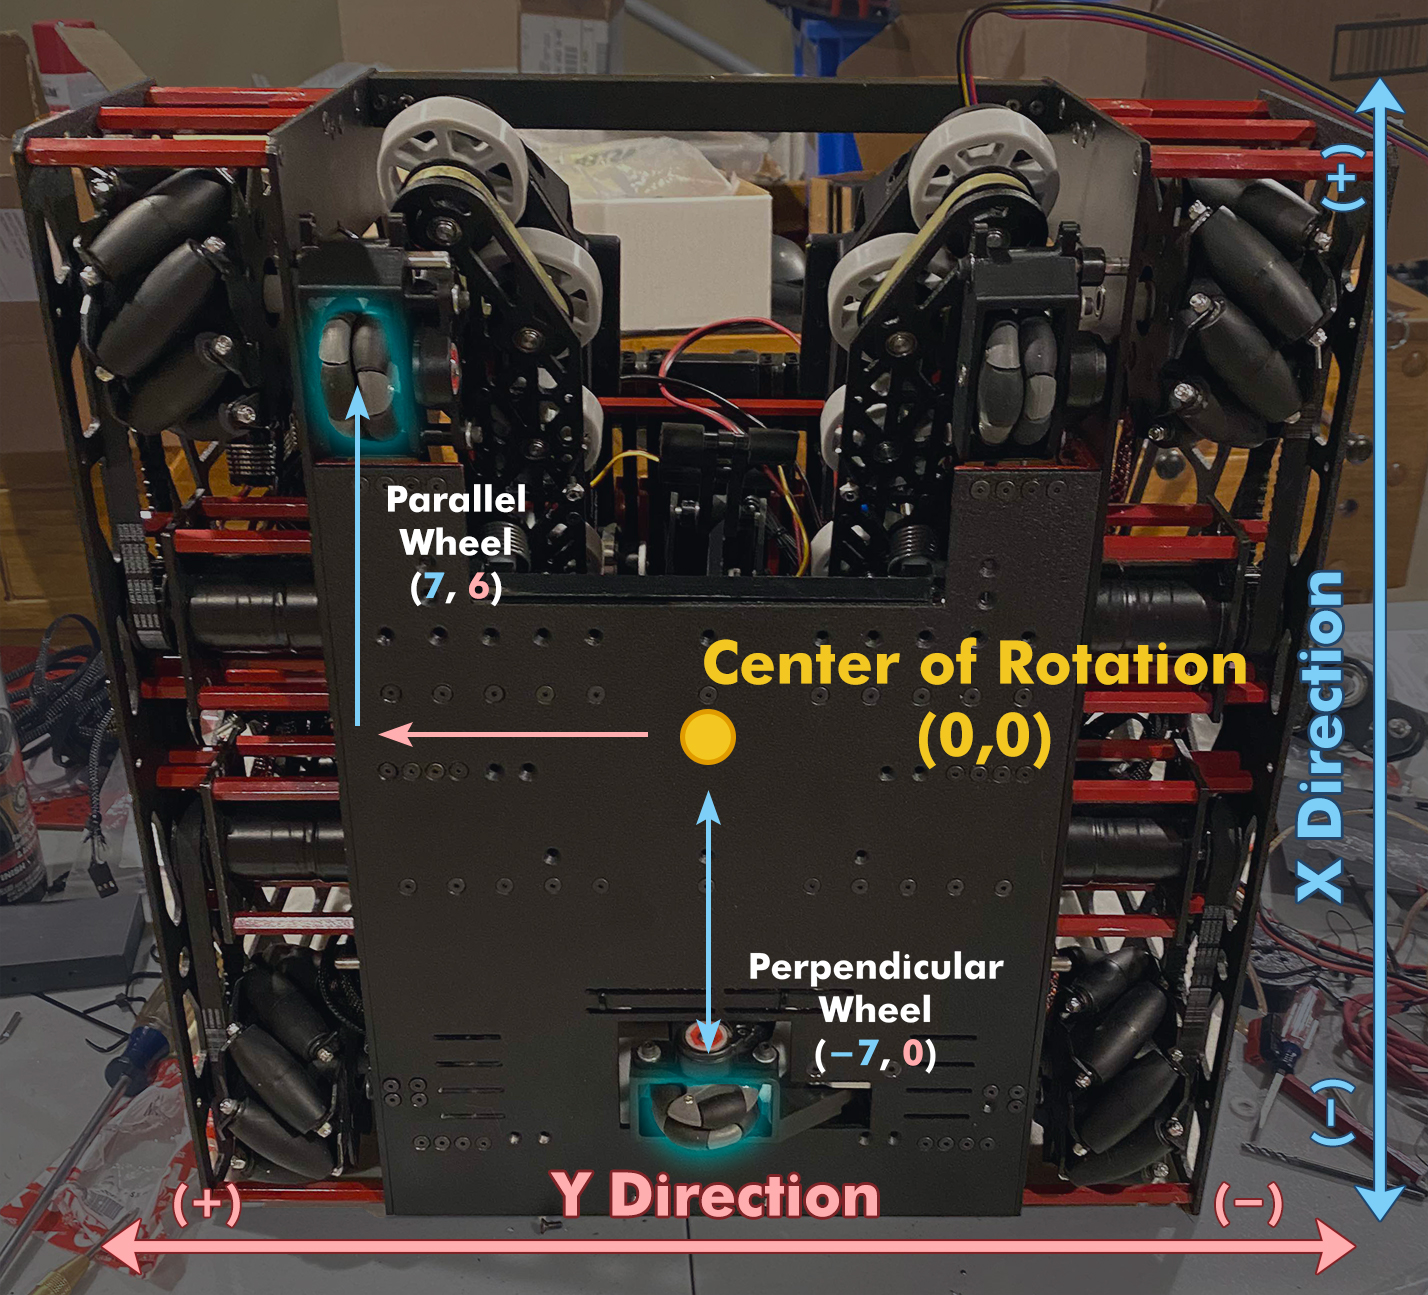 (+)
Parallel
Wheel
(7, 6)
Center of Rotation
(0,0)
X Direction
Perpendicular
Wheel
(−7, 0)
(−)
Y Direction
(+)
(−)